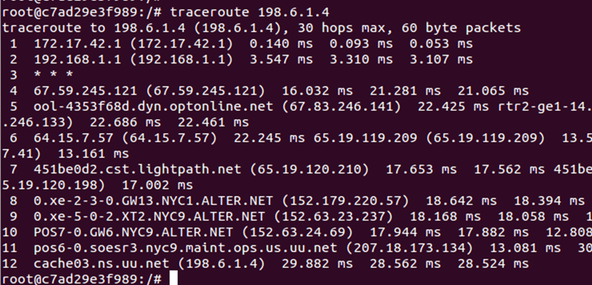 root@c7ad29e3f989:/# traceroute 198.6.1.4
traceroute to 198.6.1.4 (198.6.1.4), 30 hops max, 60 byte packets
1 172.17.42.1 (172.17.42.1) 0.140 ms 0.093 ms 0.053 ms
2 192.168.1.1 (192.168.1.1) 3.547 ms 3.310 ms 3.107 ms
3 * * *
4 67.59.245.121 (67.59.245.121) 16.032 ms 21.281 ms 21.065 ms
5 ool-4353f68d.dyn.optonline.net (67.83.246.141) 22.425 ms rtr2-ge1-14.
.246.133) 22.686 ms 22.461 ms
6 64.15.7.57 (64.15.7.57) 22.245 ms 65.19.119.209 (65.19.119.209) 13.5
7.41) 13.161 ms
7 451be0d2.cst.lightpath.net (65.19.120.210) 17.653 ms 17.562 ms 451be
5.19.120.198) 17.002 ms
8 0.xe-2-3-0.GW13.NYC1.ALTER.NET (152.179.220.57) 18.642 ms 18.394 ms
9 0.xe-5-0-2.XT2.NYC9.ALTER.NET (152.63.23.237) 18.168 ms 18.058 ms 1
10 POS7-0.GW6.NYC9.ALTER.NET (152.63.24.69) 17.944 ms 17.882 ms 12.808
11 pos6-0.soesr3.nyc9.maint.ops.us.uu.net (207.18.173.134) 13.081 ms 30
12 cache03.ns.uu.net (198.6.1.4) 29.882 ms 28.562 ms 28.524 ms
root@c7ad29e3f989:/#